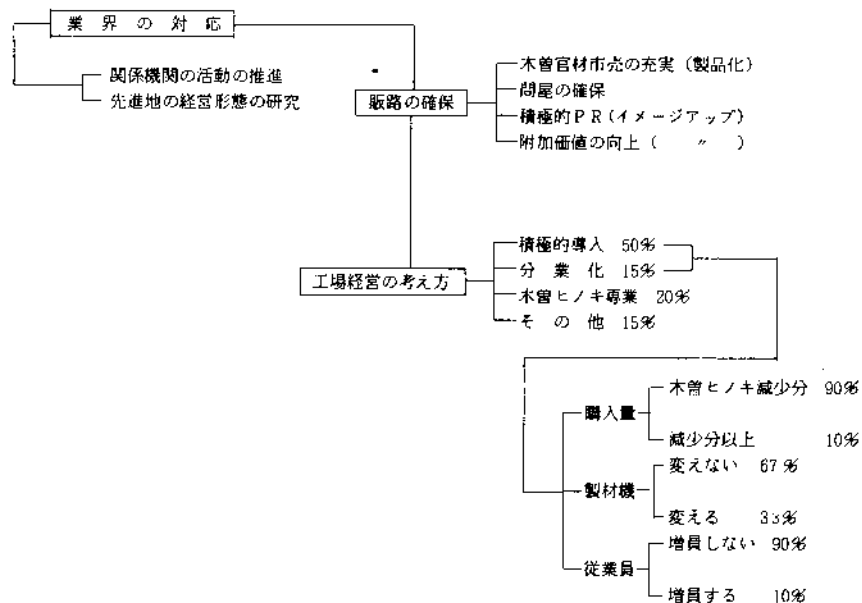 業界の対応
関係機関の活動の推進
先進地の経営形態の研究
販路の確保
木曽官材市売の充実（製品化）
問屋の確保
積極的ＰＲ（イメージアップ）
附加価値の向上（　〃　）
工場経営の考え方
積極的導入　50%
分業化　15%
木曽ヒノキ専業　20%
その他　15%
購入量
木曽ヒノキ減少分　90%
減少分以上　10%
製材機
変えない　67%
変える　33%
従業員
増員しない　90%
増員する　10%